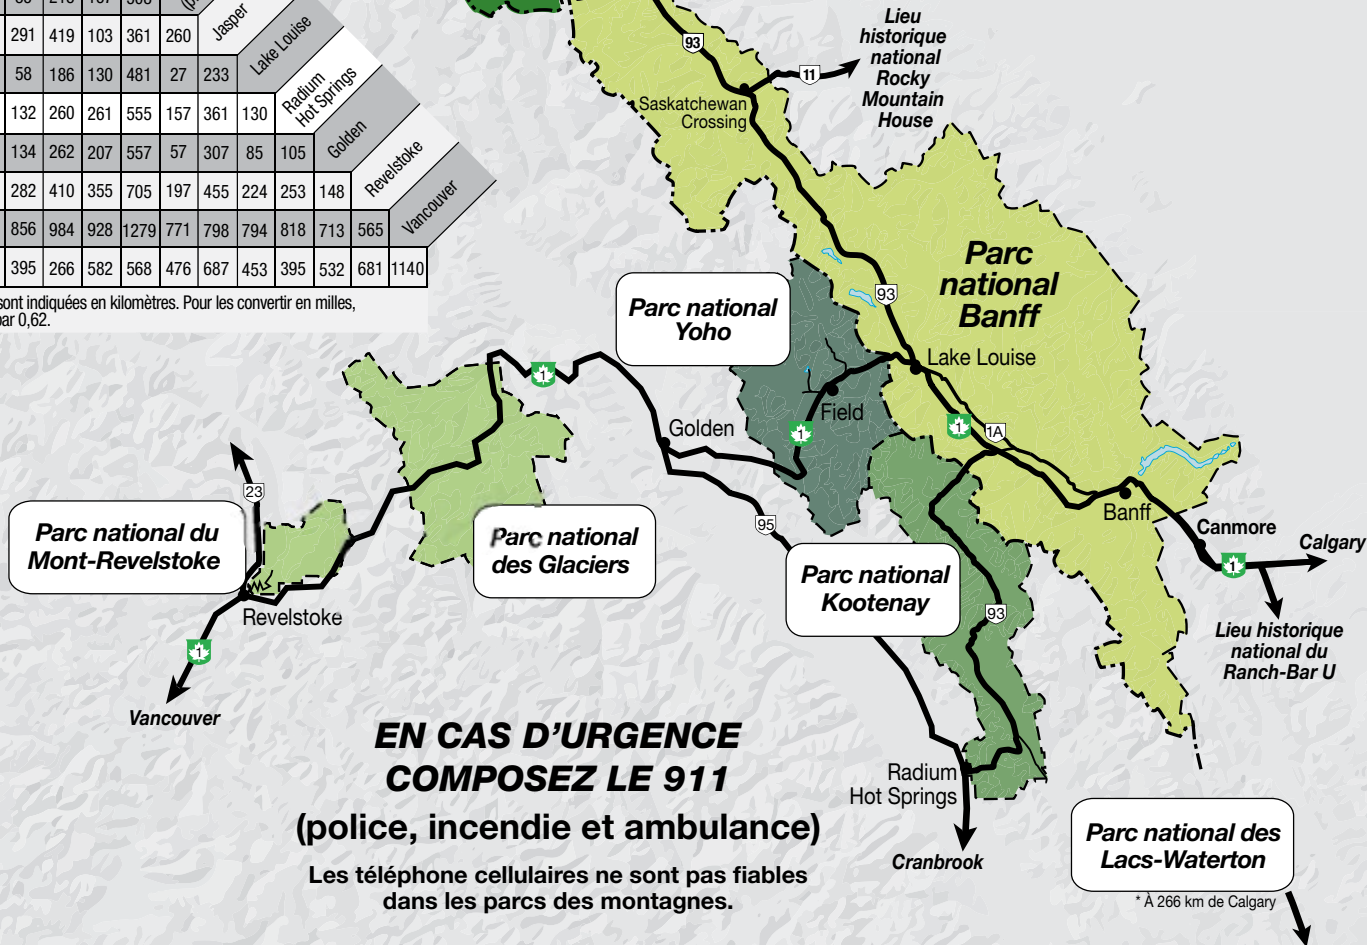 Jasper
291 419 103 361 260
Lake Louise
58 186 130 481 27 233
Radium
Hot Springs
132 260 261 555 157 361 130
Golden
134 262 207 557 57 307 85 105
Revelstoke
282 410 355 705 197 455 224 253 148
Vancouver
856 984 928 1279 771 798 794 818 713 565
395 266 582 568 476 687 453 395 532 681 1140
sont indiquées en kilomètres. Pour les convertir en milles,
par 0,62.
93
11
Lieu
historique
national
Rocky
Mountain
House
Saskatchewan
Crossing
Parc
national
Banff
93
Parc national
Yoho
Lake Louise
1
Field
1
1
1A
Golden
23
95
Banff
Canmore
Calgary
1
Parc national du
Mont-Revelstoke
Parc national
des Glaciers
Parc national
Kootenay
93
Revelstoke
1
Vancouver
Lieu historique
national du
Ranch-Bar U
EN CAS D'URGENCE
COMPOSEZ LE 911
(police, incendie et ambulance)
Les téléphone cellulaires ne sont pas fiables
dans les parcs des montagnes.
Radium
Hot Springs
Cranbrook
Parc national des
Lacs-Waterton
* À 266 km de Calgary